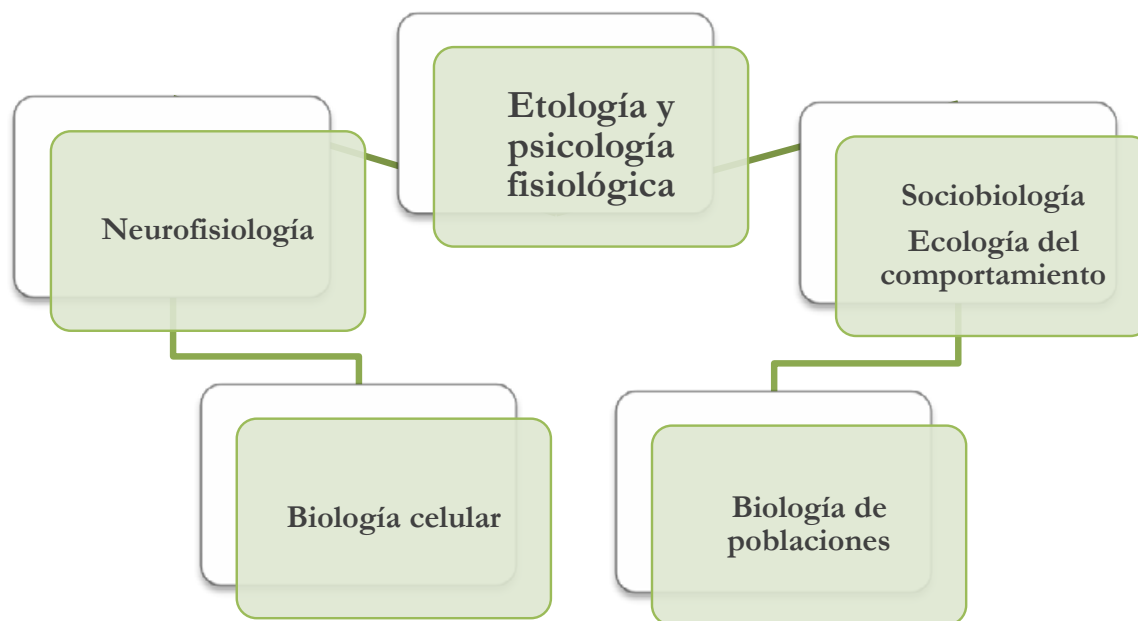 Etología y
psicología
fisiológica
Neurofisiología
Sociobiología
Ecología del
comportamiento
Biología celular
Biología de
poblaciones